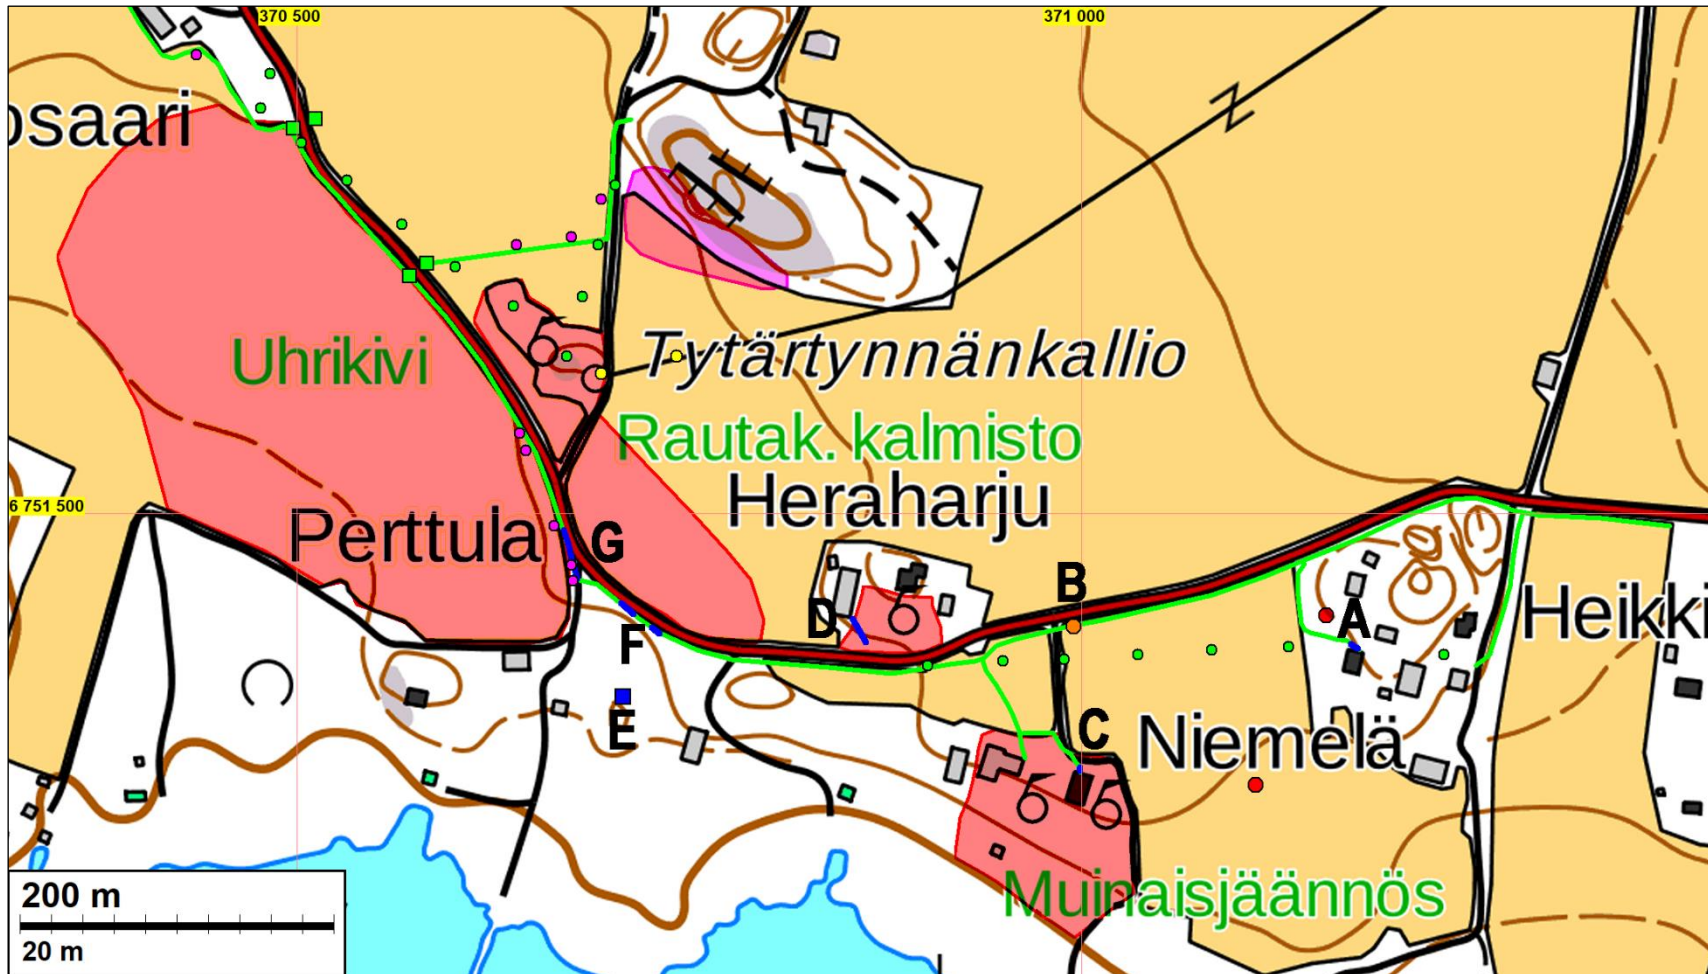 370 500
371 000
osaari
Uhrikivi
Tytärtynnänkallio
Rautak. kalmisto
Heraharju
6 751 500
Perttula
G
B
D
A
Heikki
F
E
C
Niemelä
Muinaisjäännös
200 m
20 m